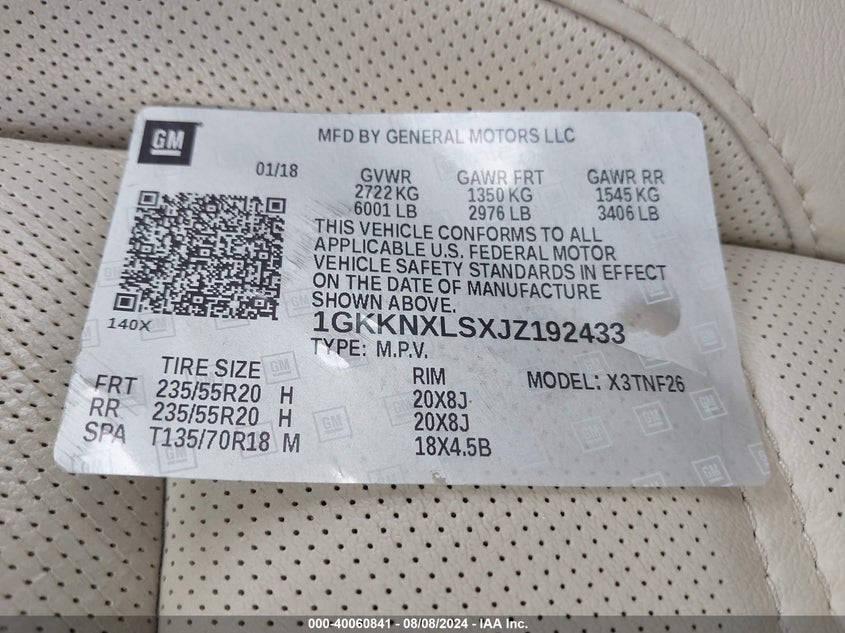 GM
MFD BY GENERAL MOTORS LLC
01/18 GVWR GAWR FRT GAWR RR
2722 KG 1350 KG 1545 KG
6001 LB 2976 LB 3406 LB
THIS VEHICLE CONFORMS TO ALL
APPLICABLE U.S. FEDERAL MOTOR
VEHICLE SAFETY STANDARDS IN EFFECT
ON THE DATE OF MANUFACTURE
SHOWN ABOVE.
140X
1GKKNXLSXJZ192433
TYPE: M.P.V.
TIRE SIZE RIM MODEL: X3TNF26
FRT 235/55R20 H 20X8J
RR 235/55R20 H 20X8J
SPA T135/70R18 M 18X4.5B
000-40060841 - 08/08/2024 - IAA Inc.